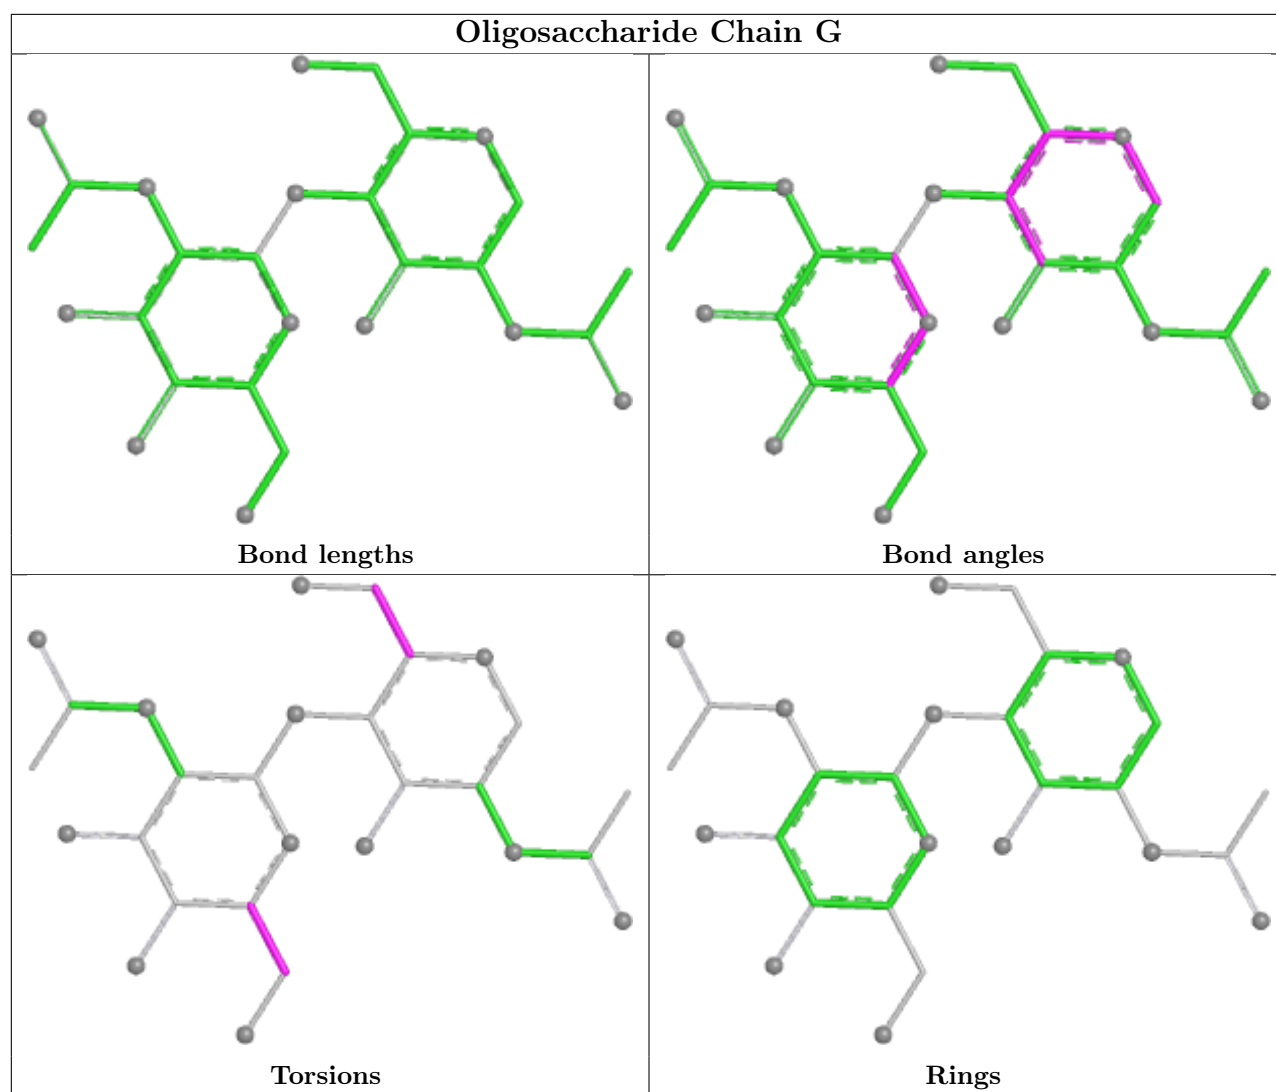 Oligosaccharide Chain G
Bond lengths
Bond angles
Torsions
Rings